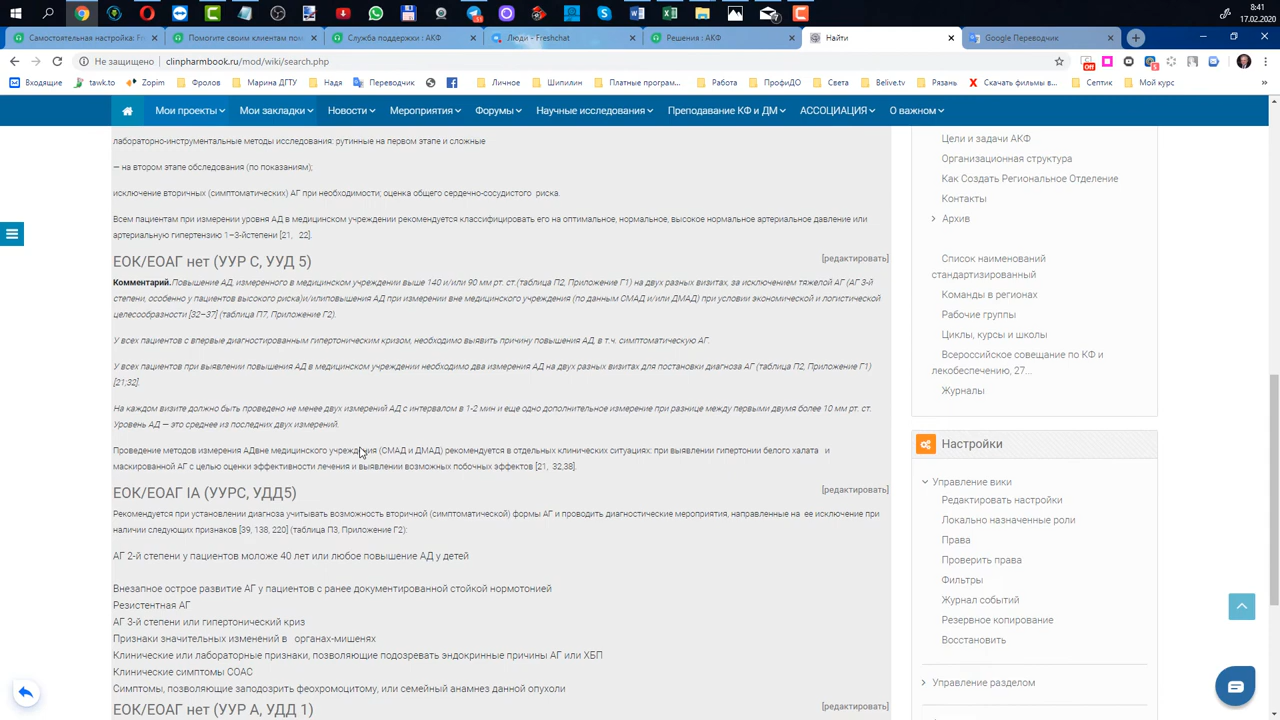 8:41
17.02.2020
Самостоятельная настройка: Fr
Помогите своим клиентам пом
Служба поддержки : АКФ
Люди - Freshchat
Решения : АКФ
Найти
Google Переводчик
Не защищено
clinpharmbook.ru/mod/wiki/search.php
Входящие
tawk.to
Zopim
Фролов
Марина ДГТУ
Надя
Переводчик
Личное
Шипилин
Платные програм...
Работа
ПрофиДО
Света
Belive.tv
Рязань
Скачать фильмы в...
Септик
Мой курс
Мои проекты
Мои закладки
Новости
Мероприятия
Форумы
Научные исследования
Преподавание КФ и ДМ
АССОЦИАЦИЯ
О важном
лабораторно-инструментальные методы исследования: рутинные на первом этапе и сложные
— на втором этапе обследования (по показаниям);
исключение вторичных (симптоматических) АГ при необходимости; оценка общего сердечно-сосудистого риска.
Всем пациентам при измерении уровня АД в медицинском учреждении рекомендуется классифицировать его на оптимальное, нормальное, высокое нормальное артериальное давление или
артериальную гипертензию 1–3-йстепени [21, 22].
ЕОК/ЕОАГ нет (УУР С, УУД 5)
[редактировать]
Комментарий.Повышение АД, измеренного в медицинском учреждении выше 140 и/или 90 мм рт. ст.(таблица П2, Приложение Г1) на двух разных визитах, за исключением тяжелой АГ (АГ 3-й
степени, особенно у пациентов высокого риска)и/илиповышения АД при измерении вне медицинского учреждения (по данным СМАД и/или ДМАД) при условии экономической и логистической
целесообразности [32–37] (таблица П7, Приложение Г2).
У всех пациентов с впервые диагностированным гипертоническим кризом, необходимо выявить причину повышения АД, в т.ч. симптоматическую АГ.
У всех пациентов при выявлении повышения АД в медицинском учреждении необходимо два измерения АД на двух разных визитах для постановки диагноза АГ (таблица П2, Приложение Г1)
[21;32].
На каждом визите должно быть проведено не менее двух измерений АД с интервалом в 1-2 мин и еще одно дополнительное измерение при разнице между первыми двумя более 10 мм рт. ст.
Уровень АД — это среднее из последних двух измерений.
Проведение методов измерения АДвне медицинского учреждения (СМАД и ДМАД) рекомендуется в отдельных клинических ситуациях: при выявлении гипертонии белого халата и
маскированной АГ с целью оценки эффективности лечения и выявлении возможных побочных эффектов [21, 32,38].
ЕОК/ЕОАГ IA (УУРС, УДД5)
[редактировать]
Рекомендуется при установлении диагноза учитывать возможность вторичной (симптоматической) формы АГ и проводить диагностические мероприятия, направленные на ее исключение при
наличии следующих признаков [39, 138, 220] (таблица П3, Приложение Г2):
АГ 2-й степени у пациентов моложе 40 лет или любое повышение АД у детей
Внезапное острое развитие АГ у пациентов с ранее документированной стойкой нормотонией
Резистентная АГ
АГ 3-й степени или гипертонический криз
Признаки значительных изменений в органах-мишенях
Клинические или лабораторные признаки, позволяющие подозревать эндокринные причины АГ или ХБП
Клинические симптомы СОАС
Симптомы, позволяющие заподозрить феохромоцитому, или семейный анамнез данной опухоли
ЕОК/ЕОАГ нет (УУР А, УДД 1)
[редактировать]
Цели и задачи АКФ
Организационная структура
Как Создать Региональное Отделение
Контакты
Архив
Список наименований
стандартизированный
Команды в регионах
Рабочие группы
Циклы, курсы и школы
Всероссийское совещание по КФ и
лекобеспечению, 27...
Журналы
Настройки
Управление вики
Редактировать настройки
Локально назначенные роли
Права
Проверить права
Фильтры
Журнал событий
Резервное копирование
Восстановить
Управление разделом